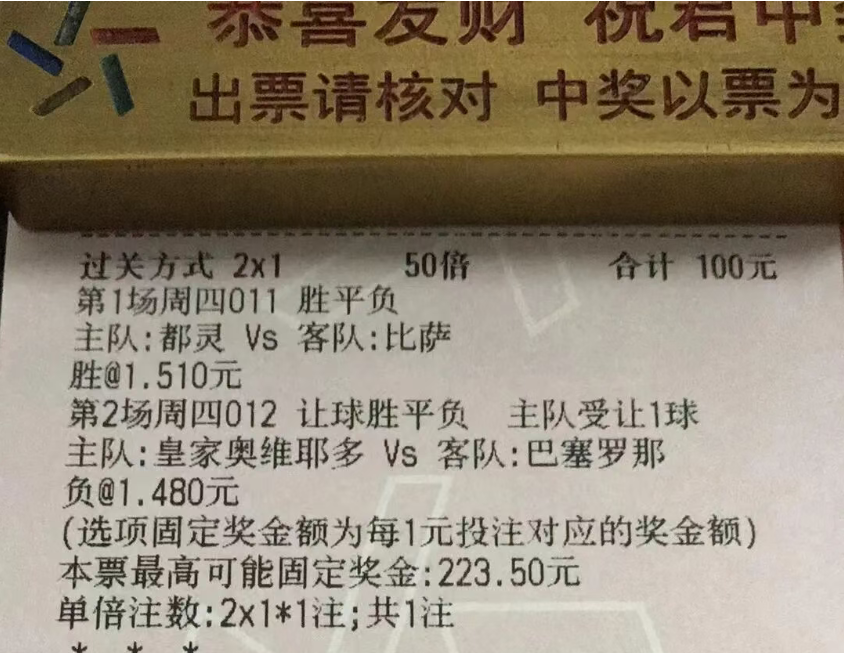 恭喜发财 祝君中奖
出票请核对 中奖以票为
过关方式 2x1 50倍 合计 100元
第1场周四011 胜平负
主队:都灵 Vs 客队:比萨
胜@1.510元
第2场周四012 让球胜平负 主队受让1球
主队:皇家奥维耶多 Vs 客队:巴塞罗那
负@1.480元
(选项固定奖金额为每1元投注对应的奖金额)
本票最高可能固定奖金:223.50元
单倍注数:2x1*1注;共1注
* * *